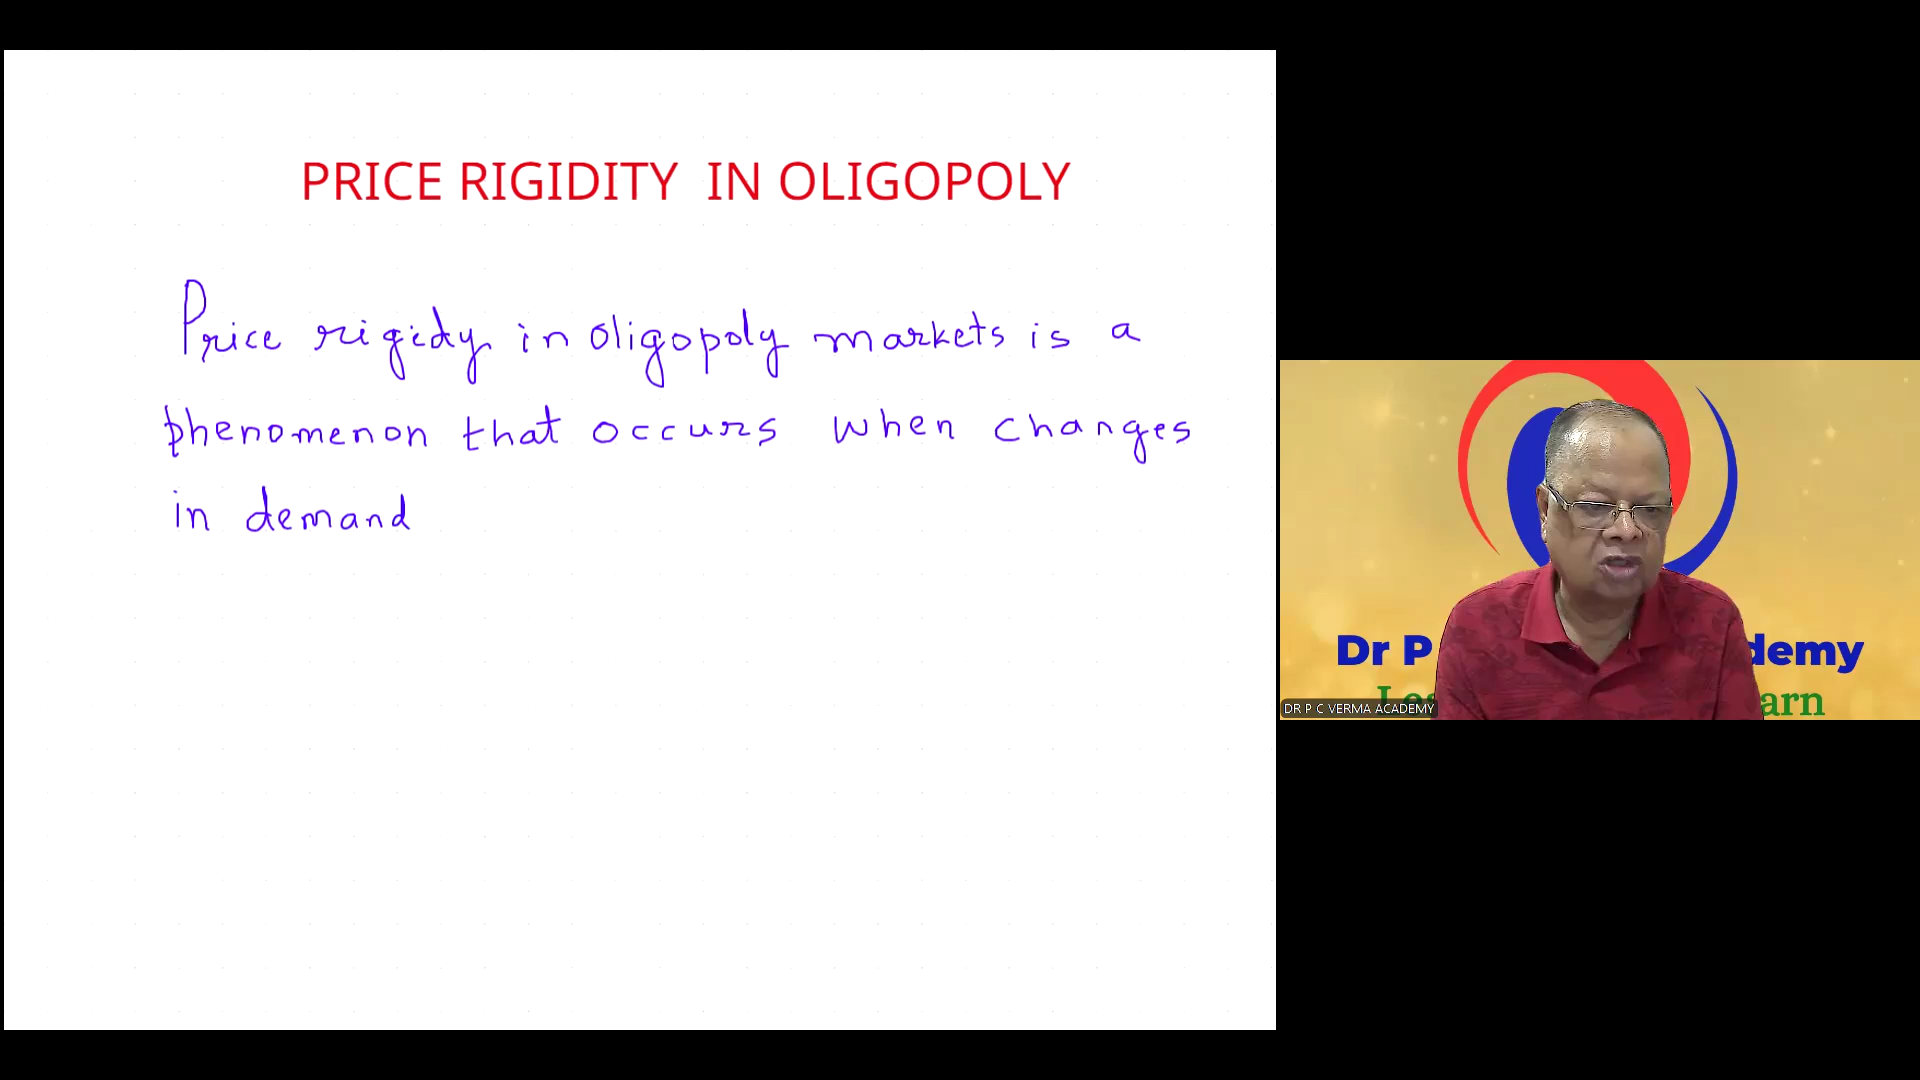 PRICE RIGIDITY IN OLIGOPOLY
Price rigidy in oligopoly markets is a
phenomenon that occurs when changes
in demand
Dr P demy
arn
DR P C VERMA ACADEMY